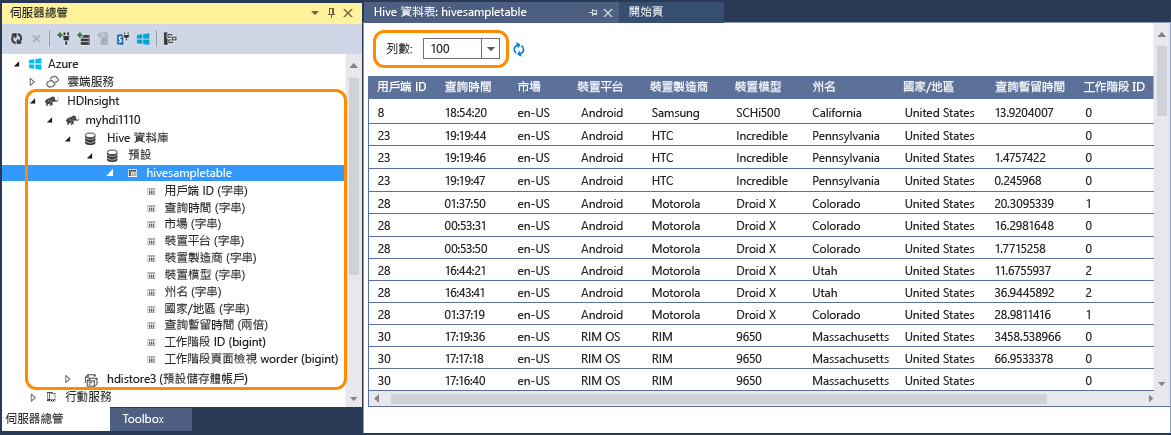 伺服器總管
Azure
雲端服務
HDInsight
myhdi1110
Hive 資料庫
預設
hivesampletable
用戶端 ID (字串)
查詢時間 (字串)
市場 (字串)
裝置平台 (字串)
裝置製造商 (字串)
裝置模型 (字串)
州名 (字串)
國家/地區 (字串)
查詢暫留時間 (兩倍)
工作階段 ID (bigint)
工作階段頁面檢視 worder (bigint)
hdistore3 (預設儲存體帳戶)
行動服務
伺服器總管 Toolbox
Hive 資料表: hivesampletable 開始頁
列數: 100
用戶端 ID 查詢時間 市場 裝置平台 裝置製造商 裝置模型 州名 國家/地區 查詢暫留時間 工作階段 ID
8 18:54:20 en-US Android Samsung SCHi500 California United States 13.9204007 0
23 19:19:44 en-US Android HTC Incredible Pennsylvania United States 0
23 19:19:46 en-US Android HTC Incredible Pennsylvania United States 1.4757422 0
23 19:19:47 en-US Android HTC Incredible Pennsylvania United States 0.245968 0
28 01:37:50 en-US Android Motorola Droid X Colorado United States 20.3095339 1
28 00:53:31 en-US Android Motorola Droid X Colorado United States 16.2981648 0
28 00:53:50 en-US Android Motorola Droid X Colorado United States 1.7715258 0
28 16:44:21 en-US Android Motorola Droid X Utah United States 11.6755937 2
28 16:43:41 en-US Android Motorola Droid X Utah United States 36.9445892 2
28 01:37:19 en-US Android Motorola Droid X Colorado United States 28.9811416 1
30 17:19:36 en-US RIM OS RIM 9650 Massachusetts United States 3458.538966 0
30 17:17:18 en-US RIM OS RIM 9650 Massachusetts United States 66.9533378 0
30 17:16:40 en-US RIM OS RIM 9650 Massachusetts United States 0